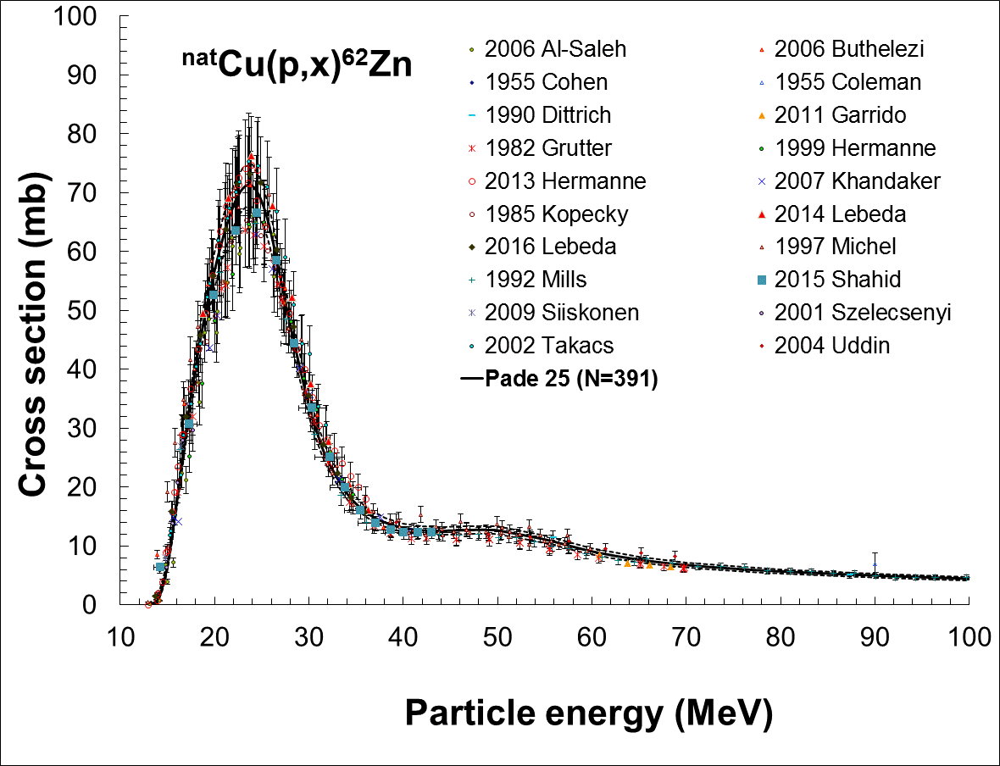 100
90
80
70
60
50
40
30
20
10
0
Cross section (mb)
natCu(p,x)62Zn
2006 Al-Saleh
2006 Buthelezi
1955 Cohen
1955 Coleman
1990 Dittrich
2011 Garrido
1982 Grutter
1999 Hermanne
2013 Hermanne
2007 Khandaker
1985 Kopecky
2014 Lebeda
2016 Lebeda
1997 Michel
1992 Mills
2015 Shahid
2009 Siiskonen
2001 Szelecsenyi
2002 Takacs
2004 Uddin
Pade 25 (N=391)
10 20 30 40 50 60 70 80 90 100
Particle energy (MeV)